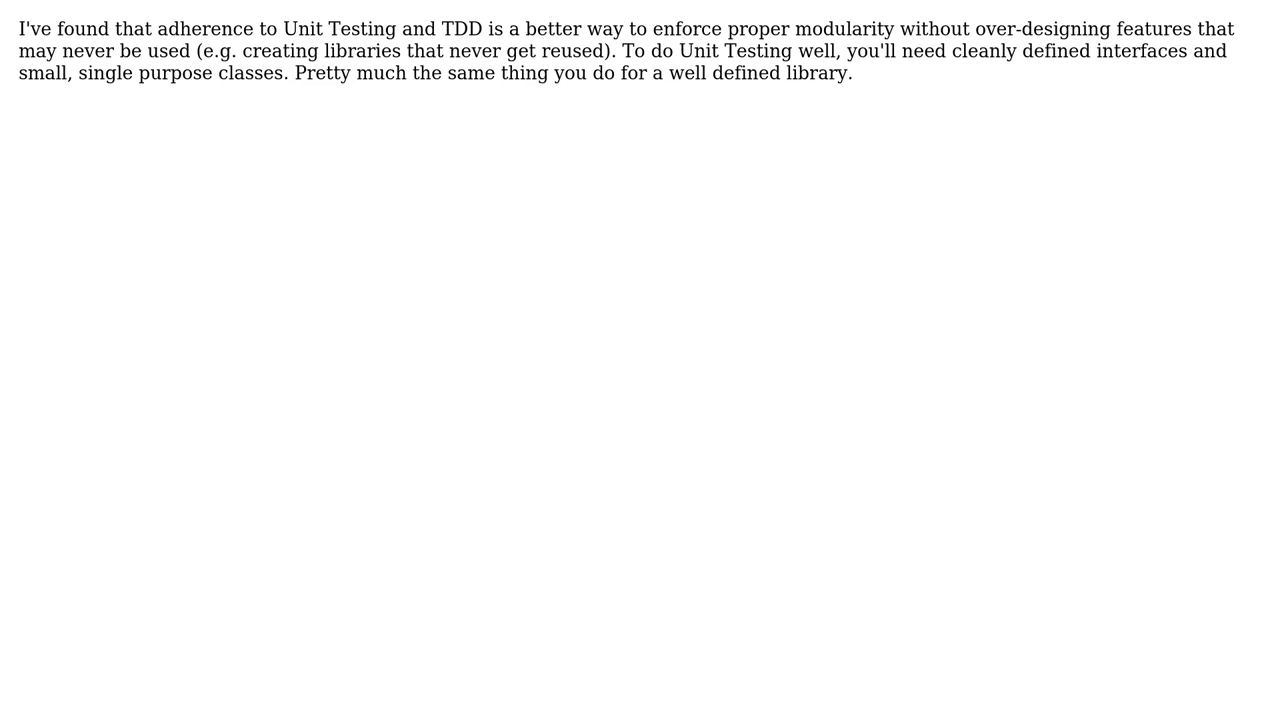 I've found that adherence to Unit Testing and TDD is a better way to enforce proper modularity without over-designing features that
may never be used (e.g. creating libraries that never get reused). To do Unit Testing well, you'll need cleanly defined interfaces and
small, single purpose classes. Pretty much the same thing you do for a well defined library.